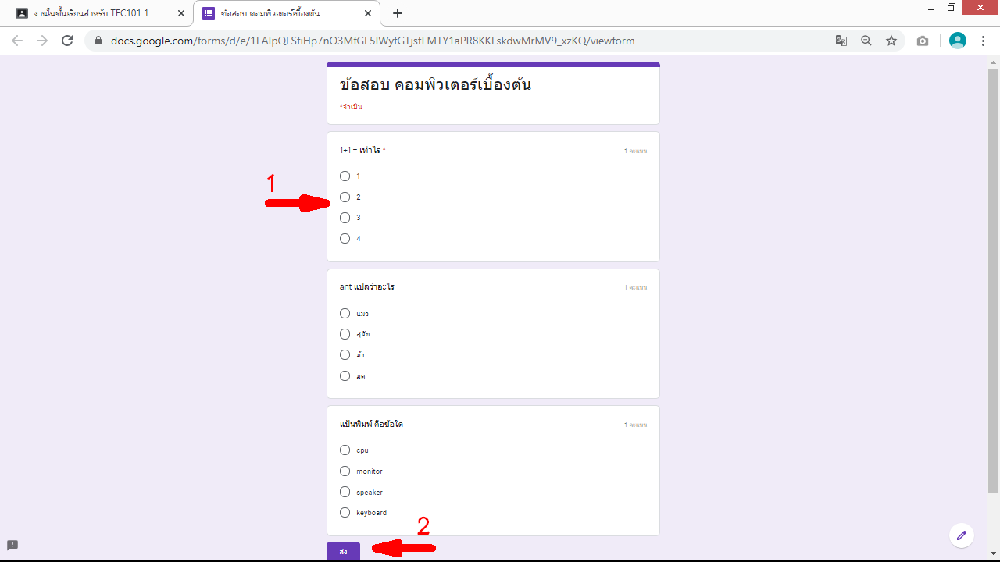 งานในชั้นเรียนสำหรับ TEC101 1
ข้อสอบ คอมพิวเตอร์เบื้องต้น
docs.google.com/forms/d/e/1FAIpQLSfiHp7nO3MfGF5IWyfGTjstFMTY1aPR8KKFskdwMrMV9_xzKQ/viewform
ข้อสอบ คอมพิวเตอร์เบื้องต้น
*จำเป็น
1+1 = เท่าไร *
1 คะแนน
1
2
3
4
1
ant แปลว่าอะไร
1 คะแนน
แมว
สุนัข
ม้า
มด
แป้นพิมพ์ คือข้อใด
1 คะแนน
cpu
monitor
speaker
keyboard
2
ส่ง